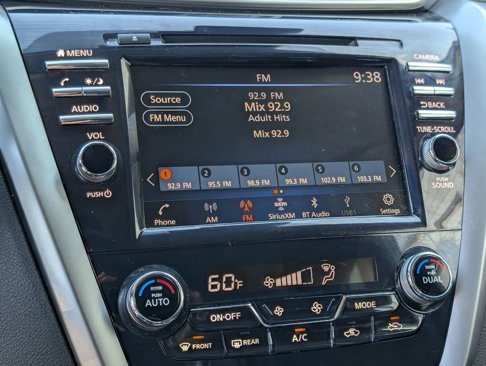 MENU
CAMERA
FM
9:38
Source
FM Menu
92.9 FM
Mix 92.9
Adult Hits
Mix 92.9
AUDIO
BACK
VOL
TUNE·SCROLL
PUSH
PUSH
SOUND
1 2 3 4 5 6
92.9 FM 95.5 FM 98.9 FM 99.3 FM 102.9 FM 103.3 FM
sxm
Phone AM FM SiriusXM BT Audio USB1 Settings
PUSH
AUTO
60°F
PUSH
DUAL
ON·OFF
MODE
FRONT
REAR
A/C